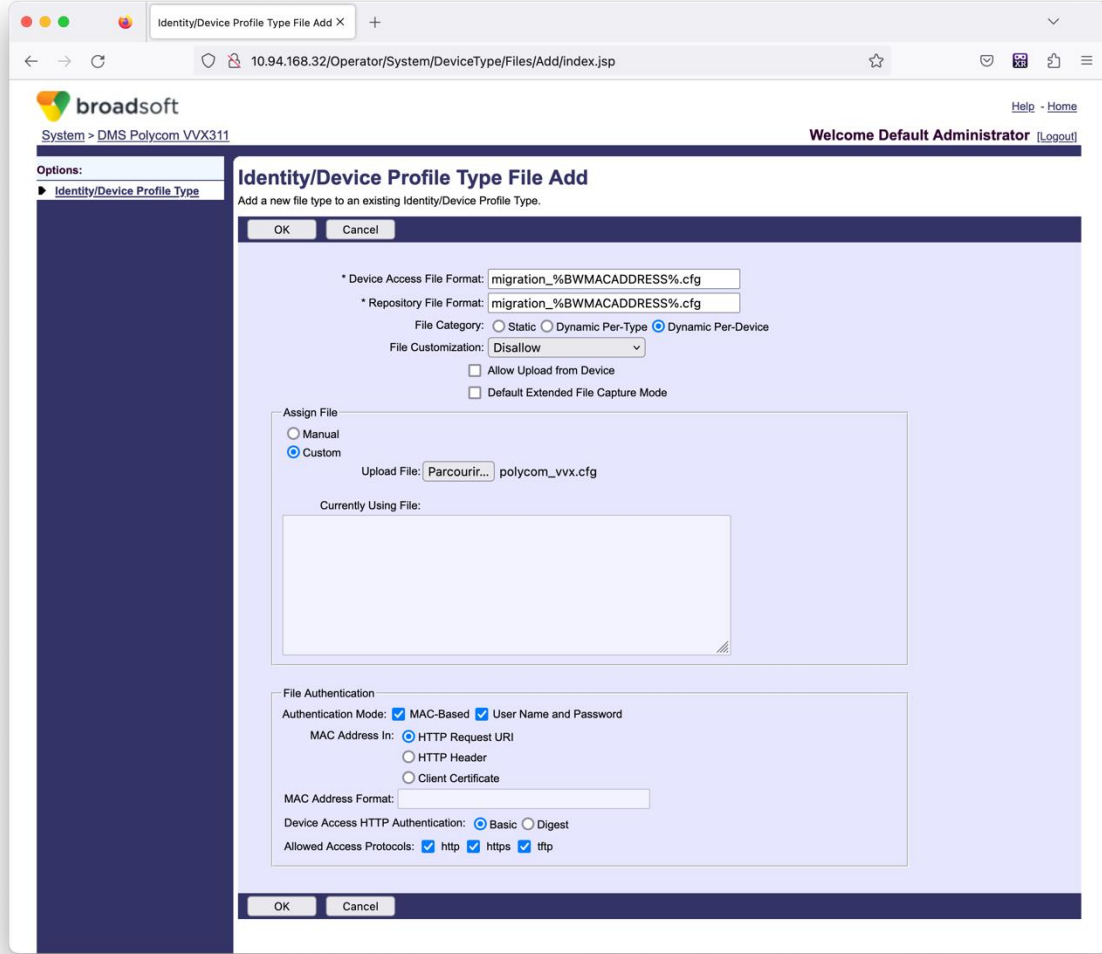 Identity/Device Profile Type File Add
10.94.168.32/Operator/System/DeviceType/Files/Add/index.jsp
XR
broadsoft
Help - Home
System > DMS Polycom VVX311
Welcome Default Administrator [Logout]
Options:
Identity/Device Profile Type
Identity/Device Profile Type File Add
Add a new file type to an existing Identity/Device Profile Type.
OK Cancel
* Device Access File Format: migration_%BWMACADDRESS%.cfg
* Repository File Format: migration_%BWMACADDRESS%.cfg
File Category: Static Dynamic Per-Type Dynamic Per-Device
File Customization: Disallow
Allow Upload from Device
Default Extended File Capture Mode
Assign File
Manual
Custom
Upload File: Parcourir... polycom_vvx.cfg
Currently Using File:
File Authentication
Authentication Mode: MAC-Based User Name and Password
MAC Address In: HTTP Request URI
HTTP Header
Client Certificate
MAC Address Format:
Device Access HTTP Authentication: Basic Digest
Allowed Access Protocols: http https tftp
OK Cancel